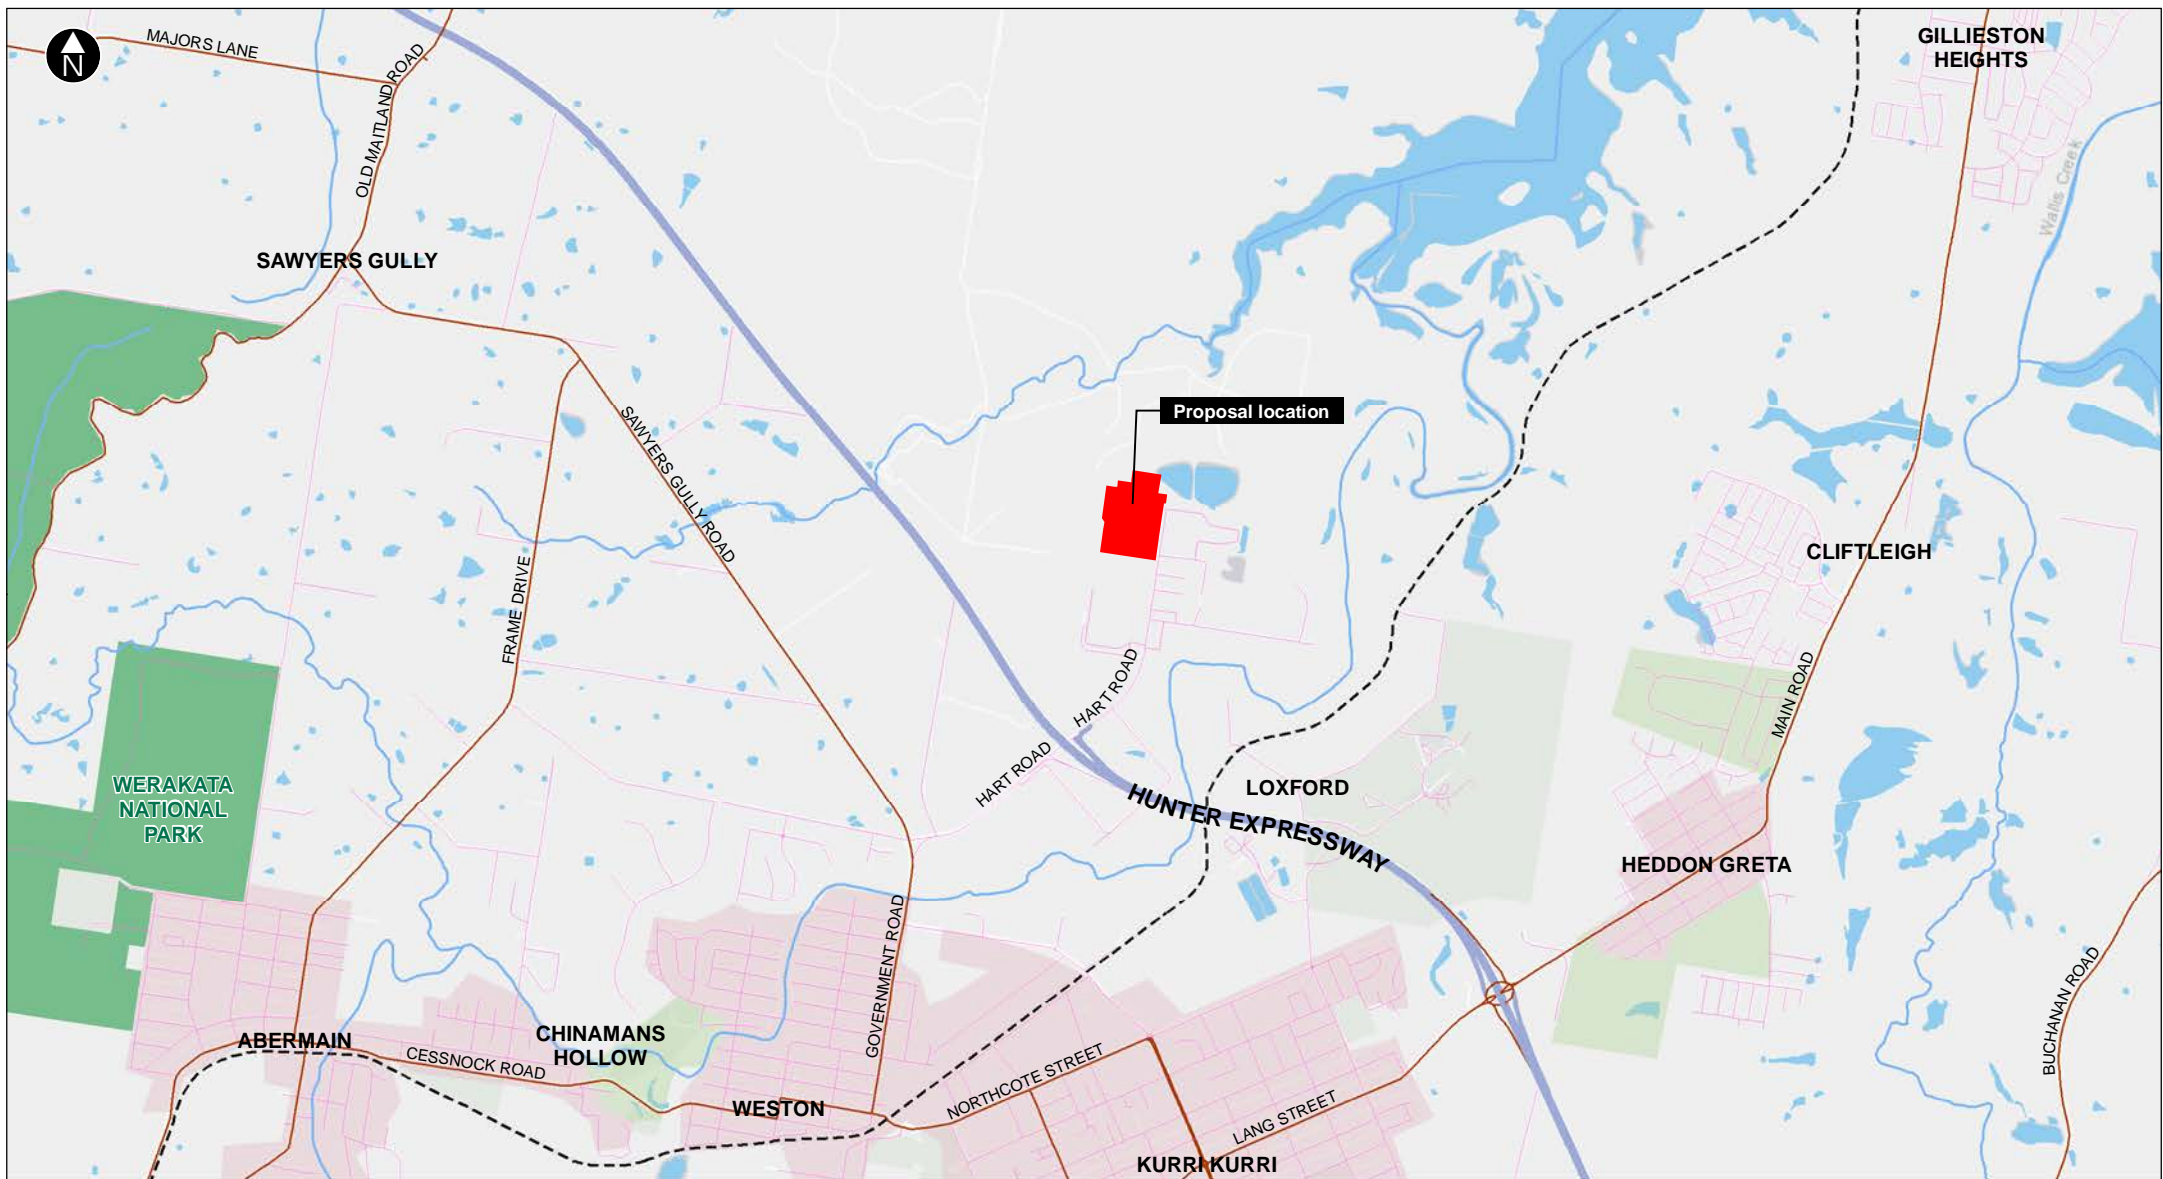 GILLIESTON
HEIGHTS
MAJORS LANE
N
OLD MAITLAND ROAD
Wallis Creek
SAWYERS GULLY
Proposal location
SAWYERS GULLY ROAD
CLIFTLEIGH
FRAME DRIVE
HART ROAD
MAIN ROAD
HART ROAD
WERAKATA
NATIONAL
PARK
LOXFORD
HUNTER EXPRESSWAY
HEDDON GRETA
GOVERNMENT ROAD
BUCHANAN ROAD
ABERMAIN
CHINAMANS
HOLLOW
CESSNOCK ROAD
NORTHCOTE STREET
WESTON
LANG STREET
KURRI KURRI